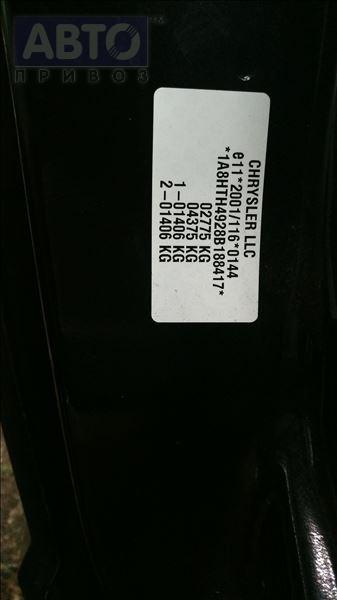 АВТО
ПРИВОЗ
CHRYSLER LLC
e11*2001/116*0144
*1A8HTH4928B188417*
02775 KG
04375 KG
1-01406 KG
2-01406 KG